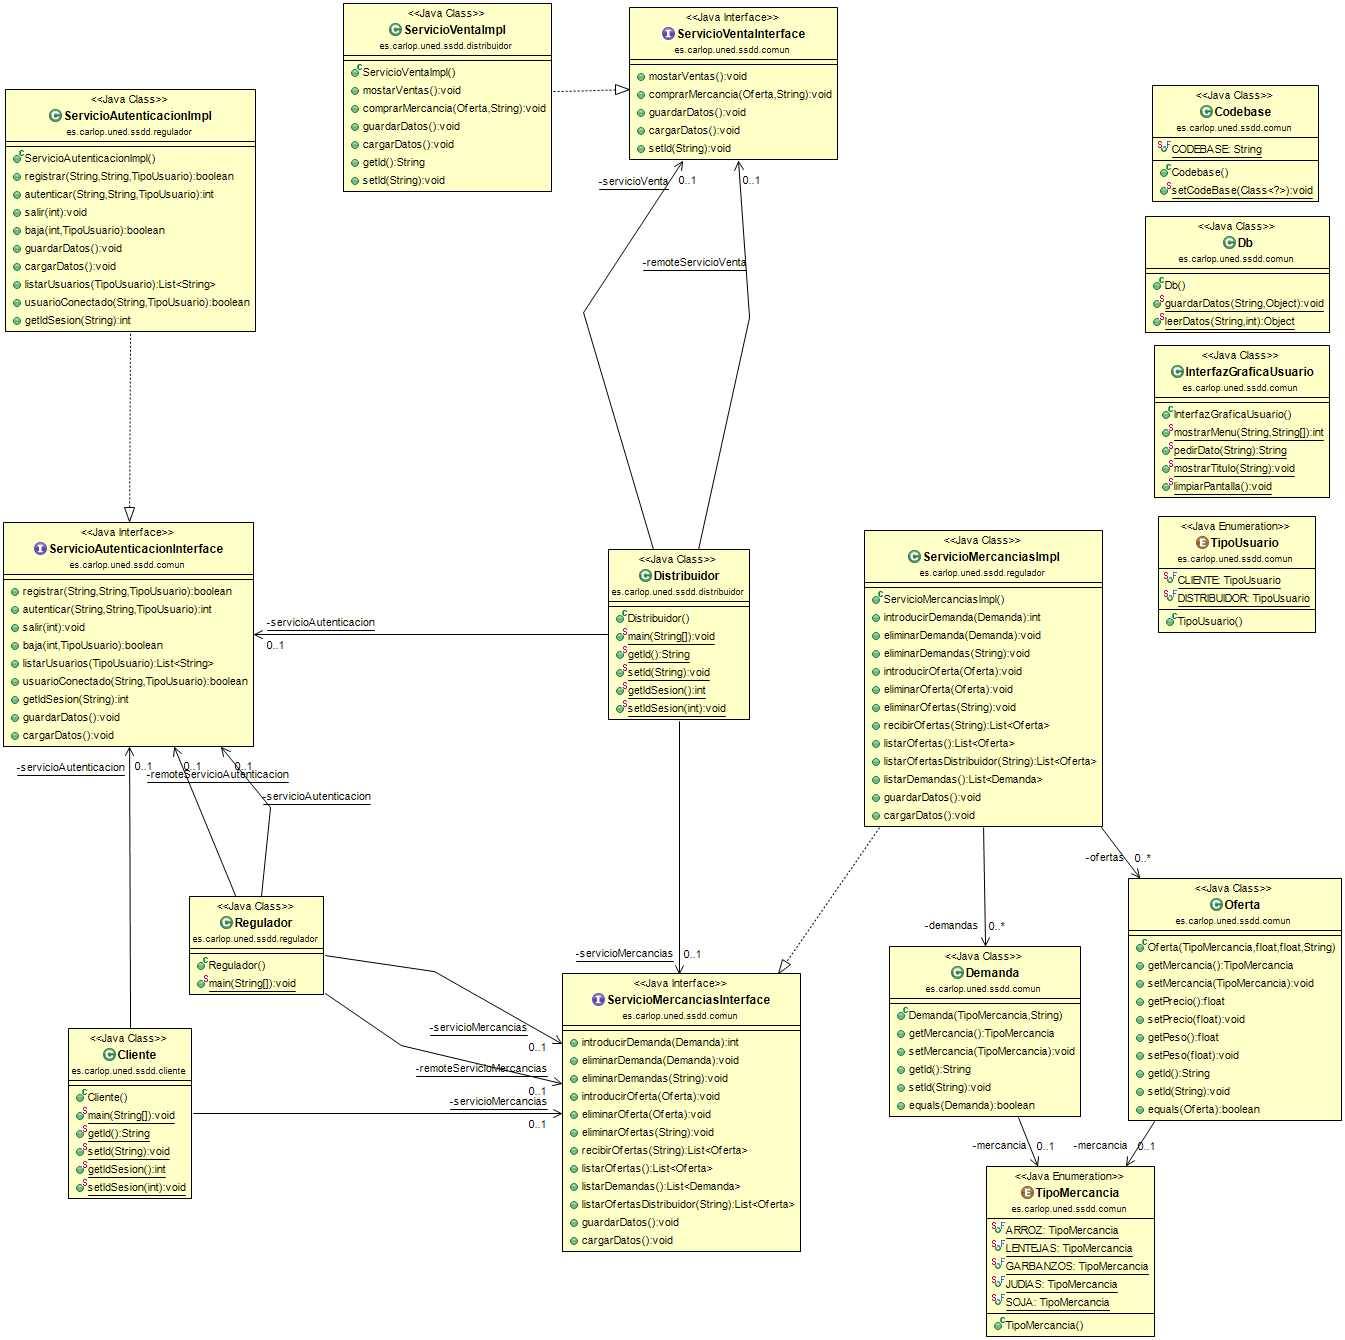 <<Java Class>>
ServicioVentaImpl
es.carlop.uned.ssdd.distribuidor
ServicioVentaImpl()
mostarVentas():void
comprarMercancia(Oferta,String):void
guardarDatos():void
cargarDatos():void
getId():String
setId(String):void
<<Java Interface>>
ServicioVentaInterface
es.carlop.uned.ssdd.comun
mostarVentas():void
comprarMercancia(Oferta,String):void
guardarDatos():void
cargarDatos():void
setId(String):void
<<Java Class>>
ServicioAutenticacionImpl
es.carlop.uned.ssdd.regulador
ServicioAutenticacionImpl()
registrar(String,String,TipoUsuario):boolean
autenticar(String,String,TipoUsuario):int
salir(int):void
baja(int,TipoUsuario):boolean
guardarDatos():void
cargarDatos():void
listarUsuarios(TipoUsuario):List<String>
usuarioConectado(String,TipoUsuario):boolean
getIdSesion(String):int
<<Java Class>>
Codebase
es.carlop.uned.ssdd.comun
CODEBASE: String
Codebase()
setCodeBase(Class<?>):void
<<Java Class>>
Db
es.carlop.uned.ssdd.comun
Db()
guardarDatos(String,Object):void
leerDatos(String,int):Object
<<Java Class>>
InterfazGraficaUsuario
es.carlop.uned.ssdd.comun
InterfazGraficaUsuario()
mostrarMenu(String,String[]):int
pedirDato(String):String
mostrarTitulo(String):void
limpiarPantalla():void
<<Java Enumeration>>
TipoUsuario
es.carlop.uned.ssdd.comun
CLIENTE: TipoUsuario
DISTRIBUIDOR: TipoUsuario
TipoUsuario()
-servicioVenta
0..1
0..1
-remoteServicioVenta
<<Java Interface>>
ServicioAutenticacionInterface
es.carlop.uned.ssdd.comun
registrar(String,String,TipoUsuario):boolean
autenticar(String,String,TipoUsuario):int
salir(int):void
baja(int,TipoUsuario):boolean
listarUsuarios(TipoUsuario):List<String>
usuarioConectado(String,TipoUsuario):boolean
getIdSesion(String):int
guardarDatos():void
cargarDatos():void
-servicioAutenticacion
0..1
<<Java Class>>
Distribuidor
es.carlop.uned.ssdd.distribuidor
Distribuidor()
main(String[]):void
getId():String
setId(String):void
getIdSesion():int
setIdSesion(int):void
<<Java Class>>
ServicioMercanciasImpl
es.carlop.uned.ssdd.regulador
ServicioMercanciasImpl()
introducirDemanda(Demanda):int
eliminarDemanda(Demanda):void
eliminarDemandas(String):void
introducirOferta(Oferta):void
eliminarOferta(Oferta):void
eliminarOfertas(String):void
recibirOfertas(String):List<Oferta>
listarOfertas():List<Oferta>
listarOfertasDistribuidor(String):List<Oferta>
listarDemandas():List<Demanda>
guardarDatos():void
cargarDatos():void
-servicioAutenticacion
0..1
0..1
0..1
-remoteServicioAutenticacion
-servicioAutenticacion
-ofertas
0..*
-demandas
0..*
<<Java Class>>
Regulador
es.carlop.uned.ssdd.regulador
Regulador()
main(String[]):void
<<Java Class>>
Oferta
es.carlop.uned.ssdd.comun
Oferta(TipoMercancia,float,float,String)
getMercancia():TipoMercancia
setMercancia(TipoMercancia):void
getPrecio():float
setPrecio(float):void
getPeso():float
setPeso(float):void
getId():String
setId(String):void
equals(Oferta):boolean
<<Java Class>>
Demanda
es.carlop.uned.ssdd.comun
Demanda(TipoMercancia,String)
getMercancia():TipoMercancia
setMercancia(TipoMercancia):void
getId():String
setId(String):void
equals(Demanda):boolean
-servicioMercancias
0..1
-servicioMercancias
0..1
-remoteServicioMercancias
0..1
-servicioMercancias
0..1
<<Java Class>>
Cliente
es.carlop.uned.ssdd.cliente
Cliente()
main(String[]):void
getId():String
setId(String):void
getIdSesion():int
setIdSesion(int):void
<<Java Interface>>
ServicioMercanciasInterface
es.carlop.uned.ssdd.comun
introducirDemanda(Demanda):int
eliminarDemanda(Demanda):void
eliminarDemandas(String):void
introducirOferta(Oferta):void
eliminarOferta(Oferta):void
eliminarOfertas(String):void
recibirOfertas(String):List<Oferta>
listarOfertas():List<Oferta>
listarDemandas():List<Demanda>
listarOfertasDistribuidor(String):List<Oferta>
guardarDatos():void
cargarDatos():void
-mercancia
0..1
-mercancia
0..1
<<Java Enumeration>>
TipoMercancia
es.carlop.uned.ssdd.comun
ARROZ: TipoMercancia
LENTEJAS: TipoMercancia
GARBANZOS: TipoMercancia
JUDIAS: TipoMercancia
SOJA: TipoMercancia
TipoMercancia()